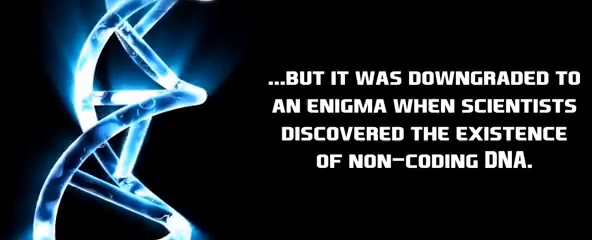 ...BUT IT WAS DOWNGRADED TO
AN ENIGMA WHEN SCIENTISTS
DISCOVERED THE EXISTENCE
OF NON-CODING DNA.